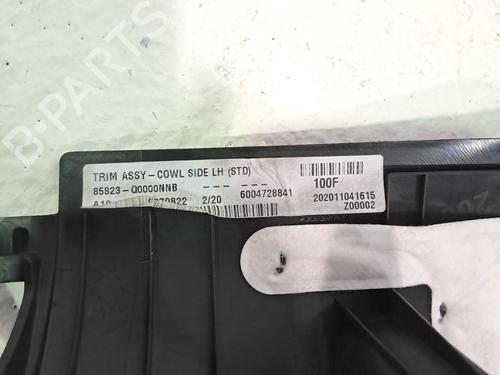 B-PARTS
TRIM ASSY-COWL SIDE LH (STD)
85823-Q0000NNB --- --- 100F
2/20 6004728841 202011041615
Z00002